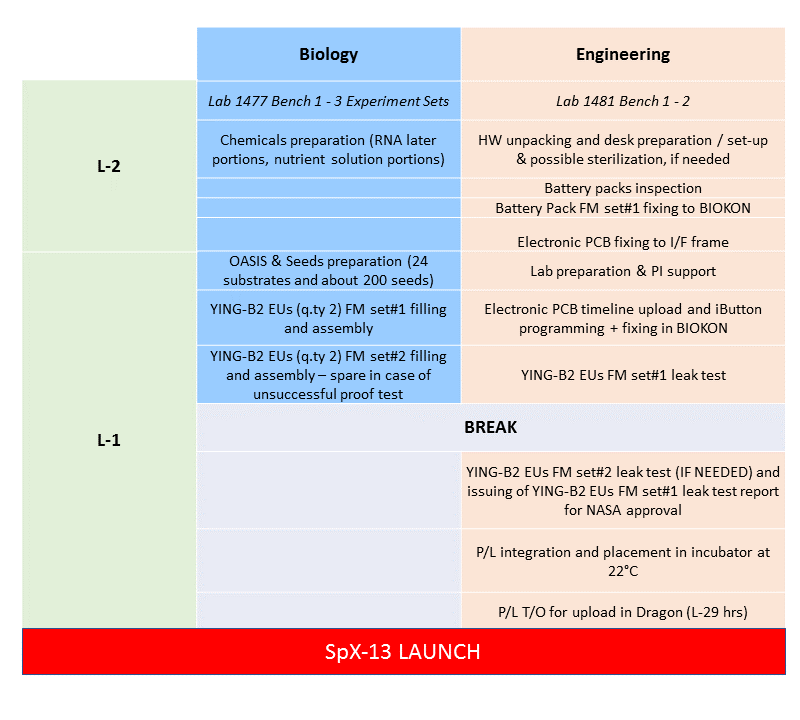 Biology
Engineering
L-2
Lab 1477 Bench 1 - 3 Experiment Sets
Lab 1481 Bench 1 - 2
Chemicals preparation (RNA later
portions, nutrient solution portions)
HW unpacking and desk preparation / set-up
& possible sterilization, if needed
Battery packs inspection
Battery Pack FM set#1 fixing to BIOKON
Electronic PCB fixing to I/F frame
L-1
OASIS & Seeds preparation (24
substrates and about 200 seeds)
Lab preparation & PI support
YING-B2 EUs (q.ty 2) FM set#1 filling
and assembly
Electronic PCB timeline upload and iButton
programming + fixing in BIOKON
YING-B2 EUs (q.ty 2) FM set#2 filling
and assembly – spare in case of
unsuccessful proof test
YING-B2 EUs FM set#1 leak test
BREAK
YING-B2 EUs FM set#2 leak test (IF NEEDED) and
issuing of YING-B2 EUs FM set#1 leak test report
for NASA approval
P/L integration and placement in incubator at
22°C
P/L T/O for upload in Dragon (L-29 hrs)
SpX-13 LAUNCH